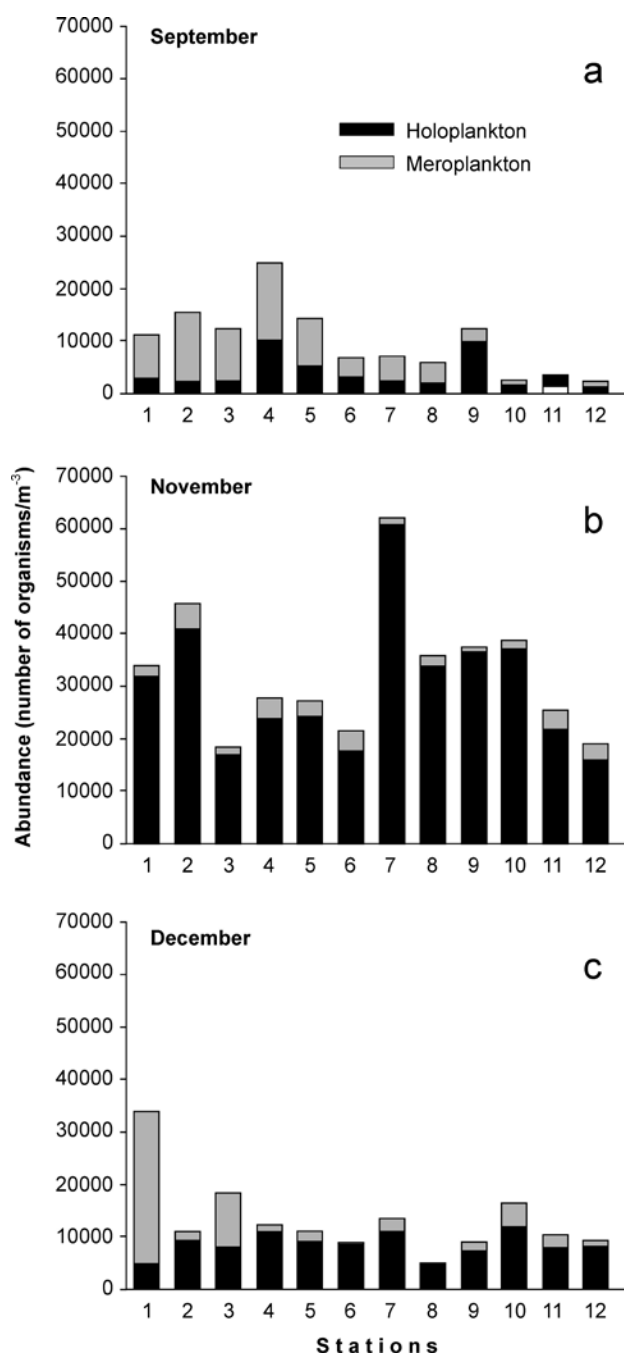 September
a
70000
60000
50000
40000
30000
20000
10000
0
Holoplankton
Meroplankton
1 2 3 4 5 6 7 8 9 10 11 12
Abundance (number of organisms/m⁻³)
November
b
70000
60000
50000
40000
30000
20000
10000
0
1 2 3 4 5 6 7 8 9 10 11 12
December
c
70000
60000
50000
40000
30000
20000
10000
0
1 2 3 4 5 6 7 8 9 10 11 12
Stations